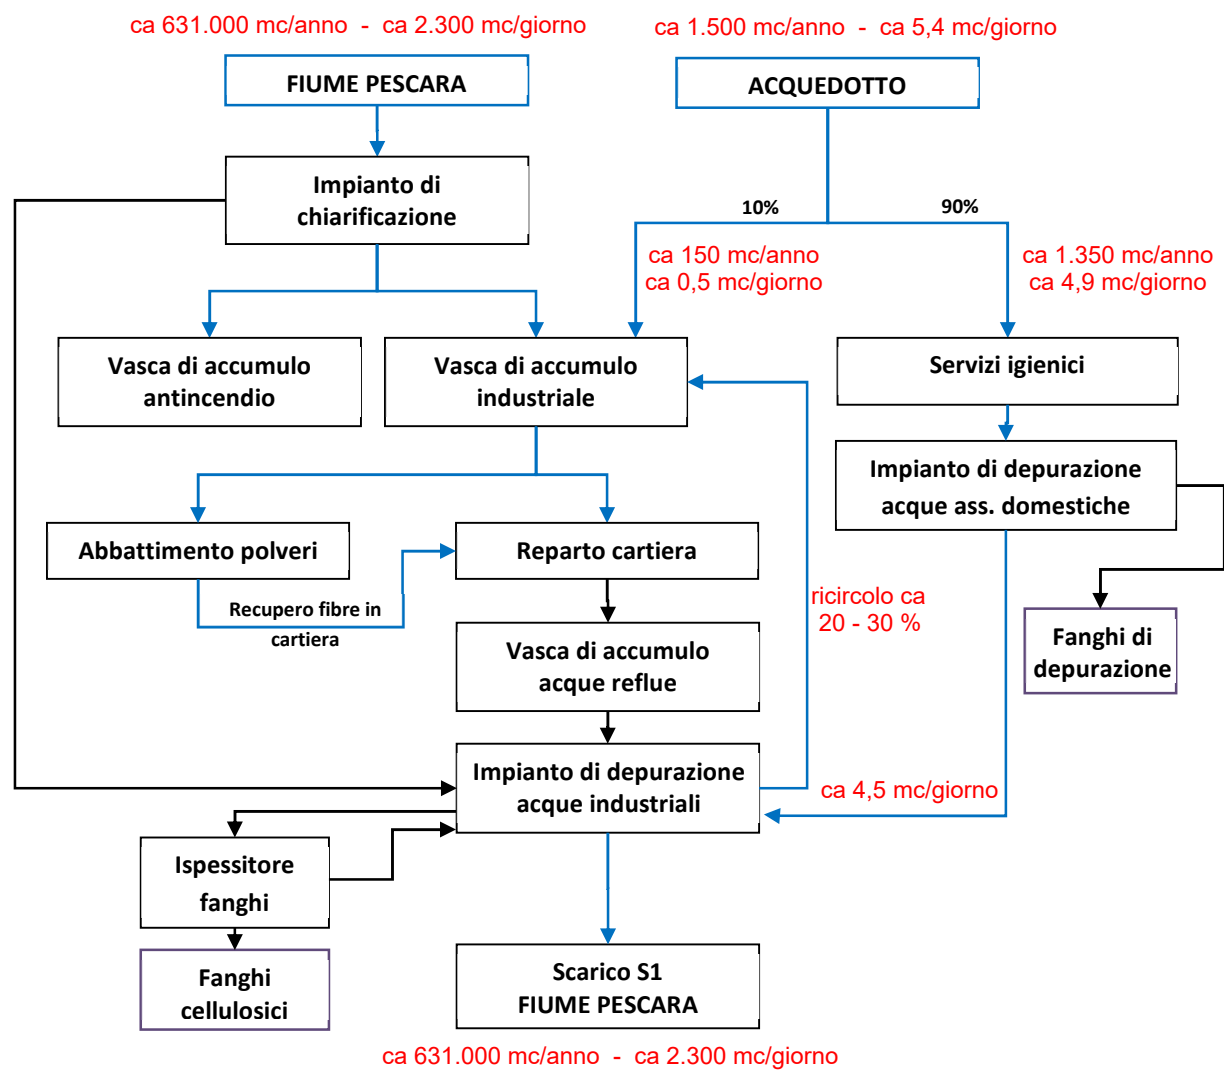 ca 631.000 mc/anno - ca 2.300 mc/giorno
ca 1.500 mc/anno - ca 5,4 mc/giorno
FIUME PESCARA
ACQUEDOTTO
Impianto di
chiarificazione
10%
90%
ca 150 mc/anno
ca 0,5 mc/giorno
ca 1.350 mc/anno
ca 4,9 mc/giorno
Vasca di accumulo
antincendio
Vasca di accumulo
industriale
Servizi igienici
Impianto di depurazione
acque ass. domestiche
Abbattimento polveri
Reparto cartiera
Recupero fibre in
cartiera
ricircolo ca
20 - 30 %
Vasca di accumulo
acque reflue
Fanghi di
depurazione
Impianto di depurazione
acque industriali
ca 4,5 mc/giorno
Ispessitore
fanghi
Fanghi
cellulosici
Scarico S1
FIUME PESCARA
ca 631.000 mc/anno - ca 2.300 mc/giorno